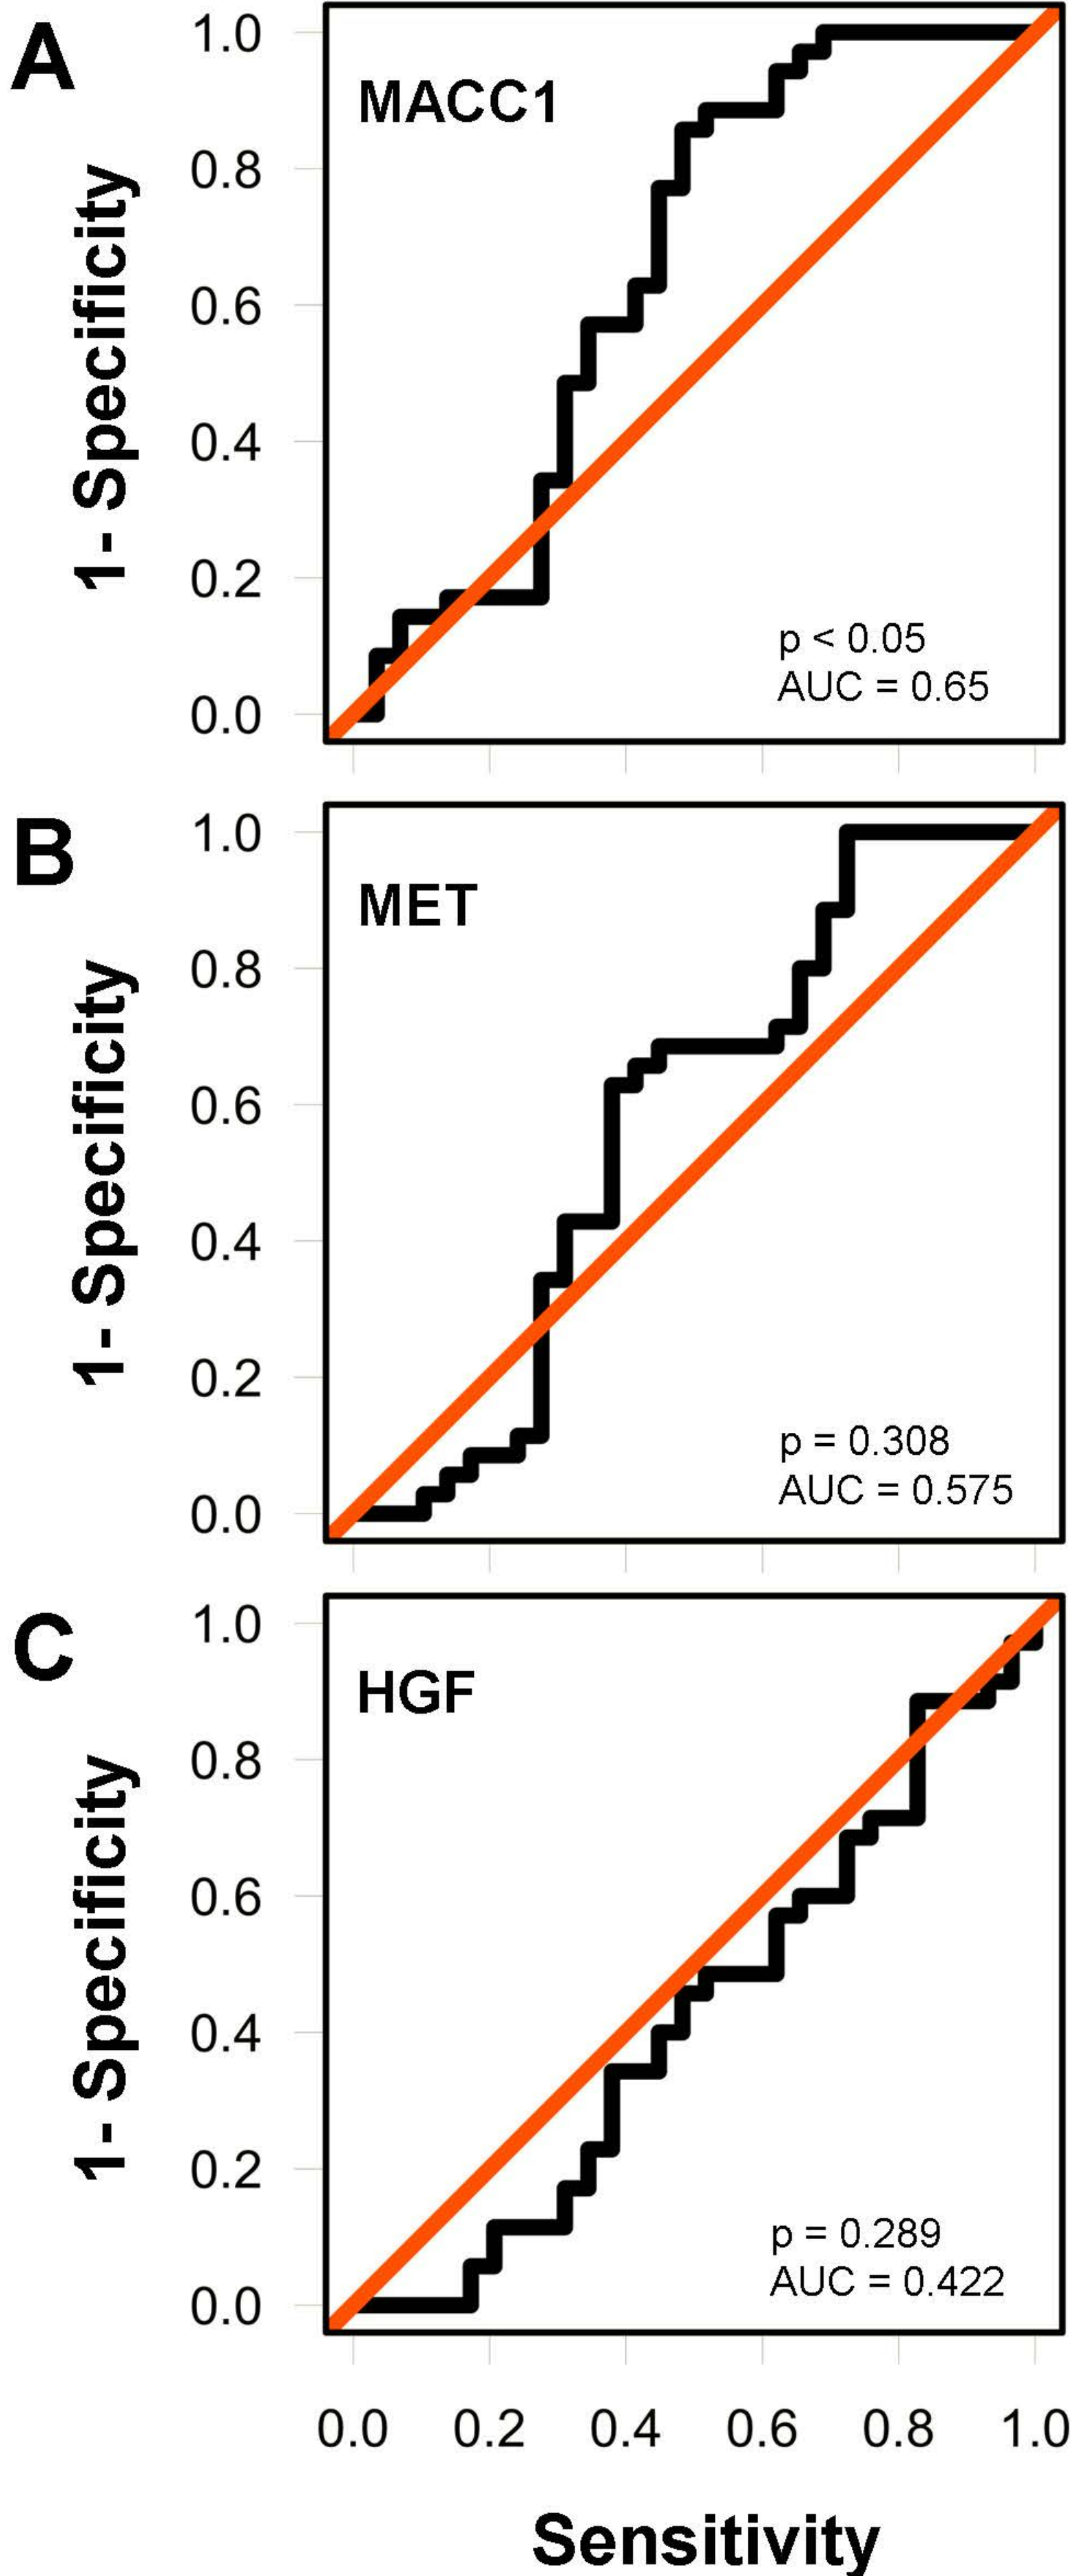 A
MACC1
1- Specificity
1.0
0.8
0.6
0.4
0.2
0.0
p < 0.05
AUC = 0.65
B
MET
1- Specificity
1.0
0.8
0.6
0.4
0.2
0.0
p = 0.308
AUC = 0.575
C
HGF
1- Specificity
1.0
0.8
0.6
0.4
0.2
0.0
p = 0.289
AUC = 0.422
0.0 0.2 0.4 0.6 0.8 1.0
Sensitivity